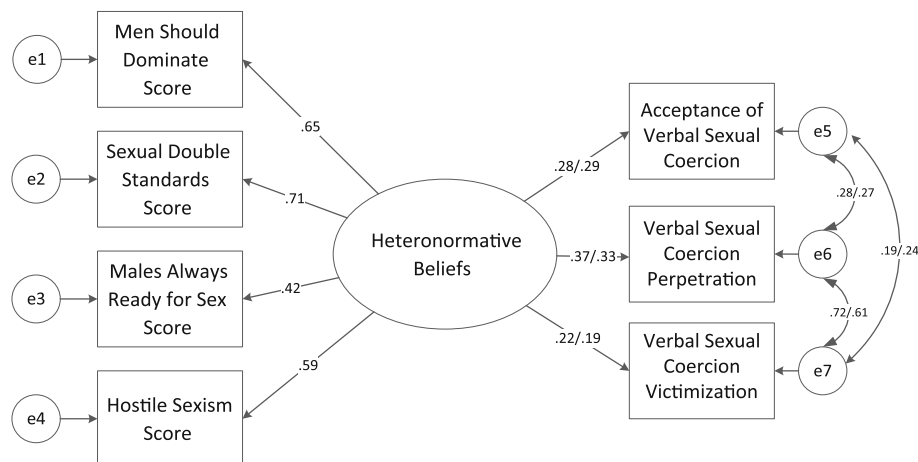 e1
Men Should
Dominate
Score
.65
e2
Sexual Double
Standards
Score
.71
e3
Males Always
Ready for Sex
Score
.42
e4
Hostile Sexism
Score
.59
Heteronormative
Beliefs
.28/.29
Acceptance of
Verbal Sexual
Coercion
e5
.28/.27
.37/.33
Verbal Sexual
Coercion
Perpetration
e6
.19/.24
.72/.61
.22/.19
Verbal Sexual
Coercion
Victimization
e7